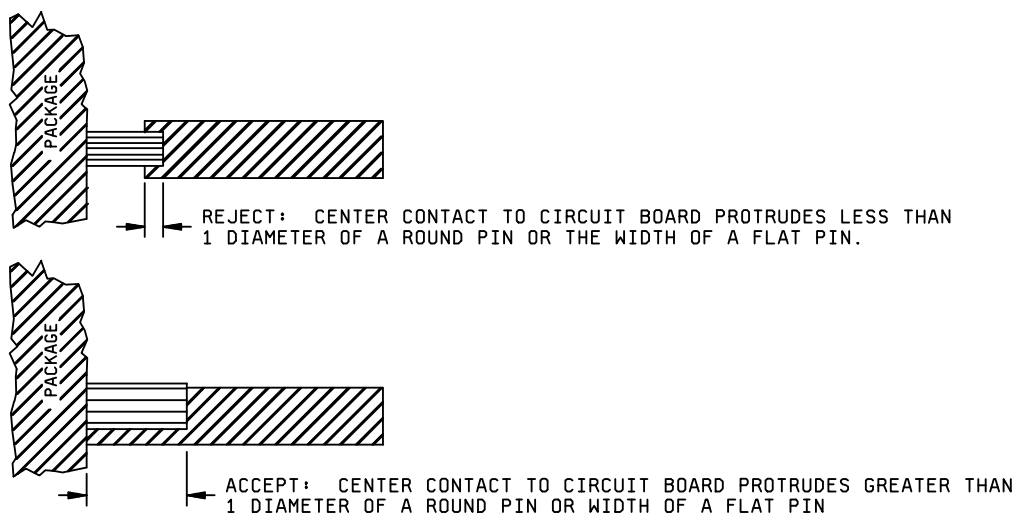 PACKAGE
REJECT: CENTER CONTACT TO CIRCUIT BOARD PROTRUDES LESS THAN
1 DIAMETER OF A ROUND PIN OR THE WIDTH OF A FLAT PIN.
PACKAGE
ACCEPT: CENTER CONTACT TO CIRCUIT BOARD PROTRUDES GREATER THAN
1 DIAMETER OF A ROUND PIN OR WIDTH OF A FLAT PIN